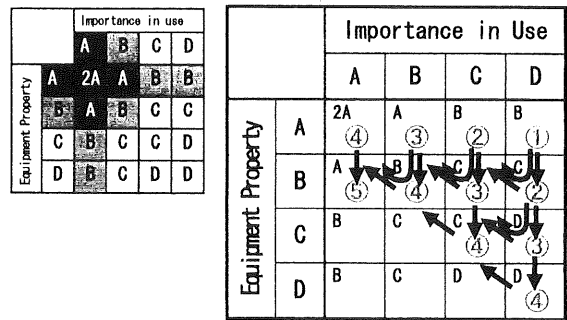 Importance in use
A B C D
Equipment Property
A 2A A B B
B A B C C
C B C C D
D B C D D
Importance in Use
A B C D
Equipment Property
2A A B B
A ④ ③ ② ①
A B C C
B ⑤ ④ ③ ②
B C C D
C ④ ③
B C D D
D ④